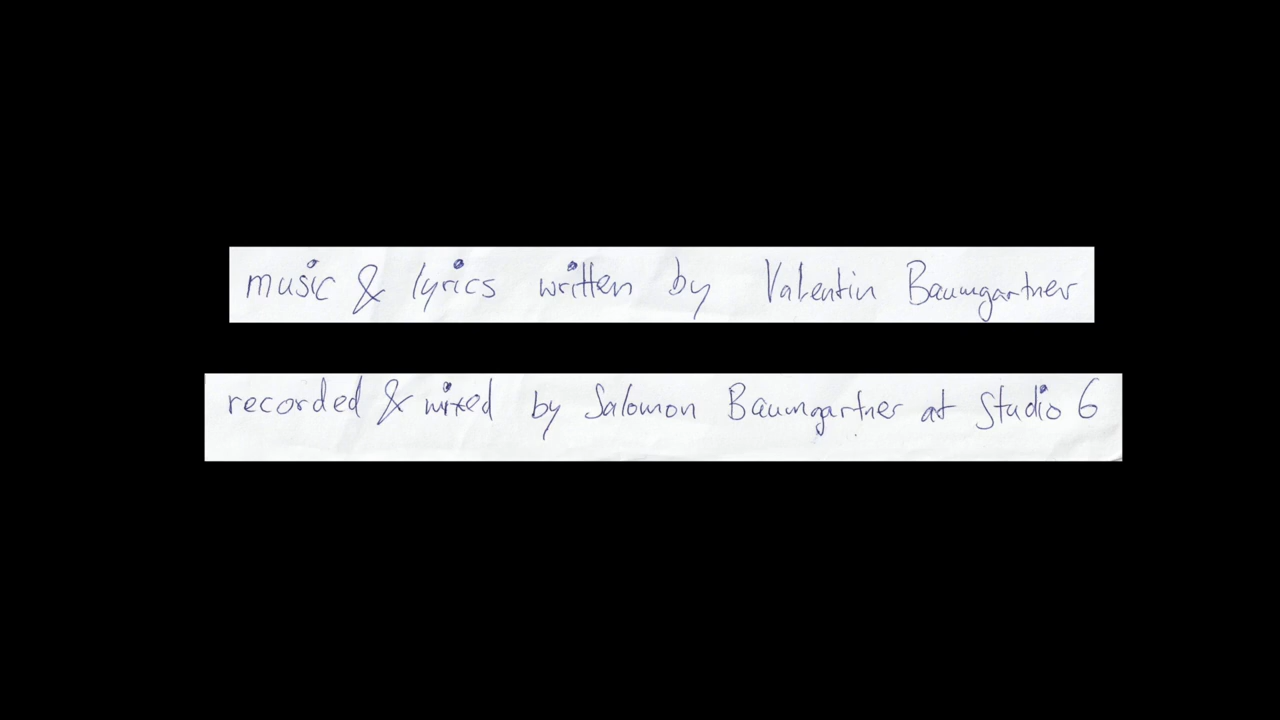 music & lyrics written by Valentin Baumgartner
recorded & mixed by Salomon Baumgartner at Studio 6